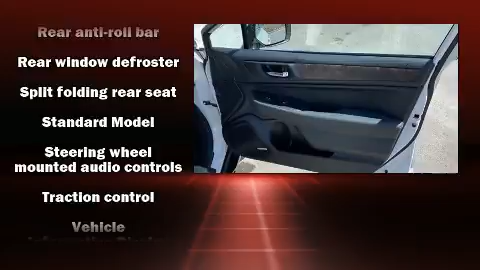 Rear anti-roll bar
Rear window defroster
Split folding rear seat
Standard Model
Steering wheel
mounted audio controls
Traction control
Vehicle